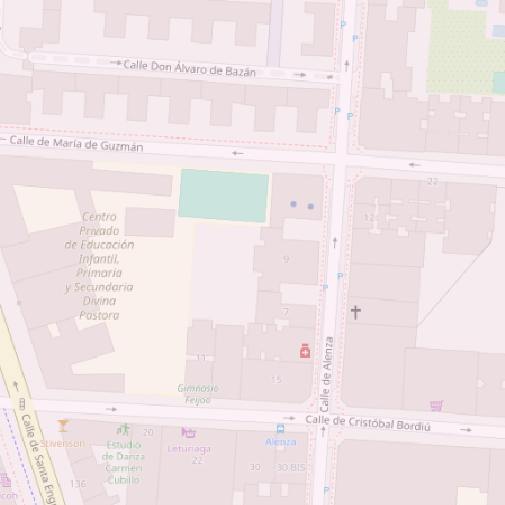 P
P
Calle Don Álvaro de Bazán
P
P
Calle de María de Guzmán
22
Centro
Privado
de Educación
Infantil,
Primaria
y Secundaria
Divina
Pastora
9
P
P
7
Calle de Alenza
11
15
Gimnasio
Feijoo
Calle de Cristóbal Bordiú
Calle de Santa Eng
Stivenson
20
Estudio
de Danza
Carmen
Cubillo
Leturiaga
22
Alenza
30
30 BIS
136
P